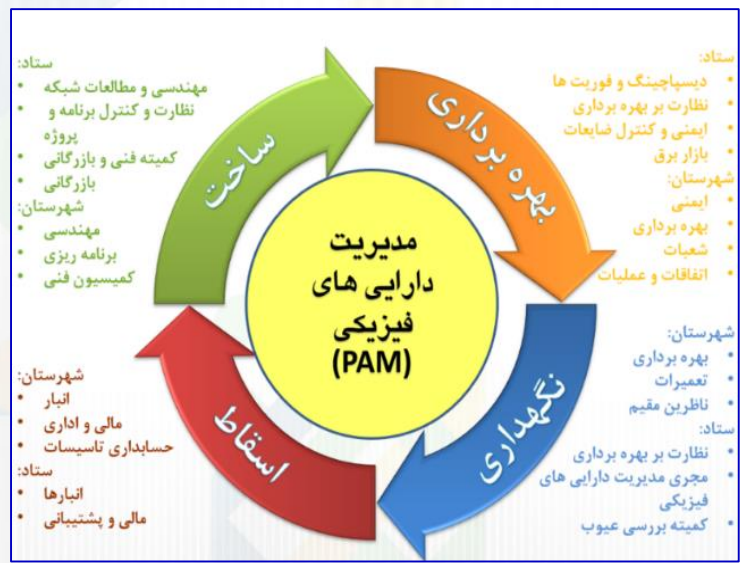 ستاد:
• مهندسی و مطالعات شبکه
• نظارت و کنترل برنامه و
پروژه
• کمیته فنی و بازرگانی
• بازرگانی
شهرستان:
• مهندسی
• برنامه ریزی
• کمیسیون فنی
ساخت
بهره برداری
ستاد:
• دیسپاچینگ و فوریت ها
• نظارت بر بهره برداری
• ایمنی و کنترل ضایعات
• بازار برق
شهرستان:
• ایمنی
• بهره برداری
• شعبات
• اتفاقات و عملیات
مدیریت
دارایی های
فیزیکی
(PAM)
نگهداری
شهرستان:
• بهره برداری
• تعمیرات
• ناظرین مقیم
ستاد:
• نظارت بر بهره برداری
• مجری مدیریت دارایی های
فیزیکی
• کمیته بررسی عیوب
اسقاط
شهرستان:
• انبار
• مالی و اداری
• حسابداری تاسیسات
ستاد:
• انبارها
• مالی و پشتیبانی